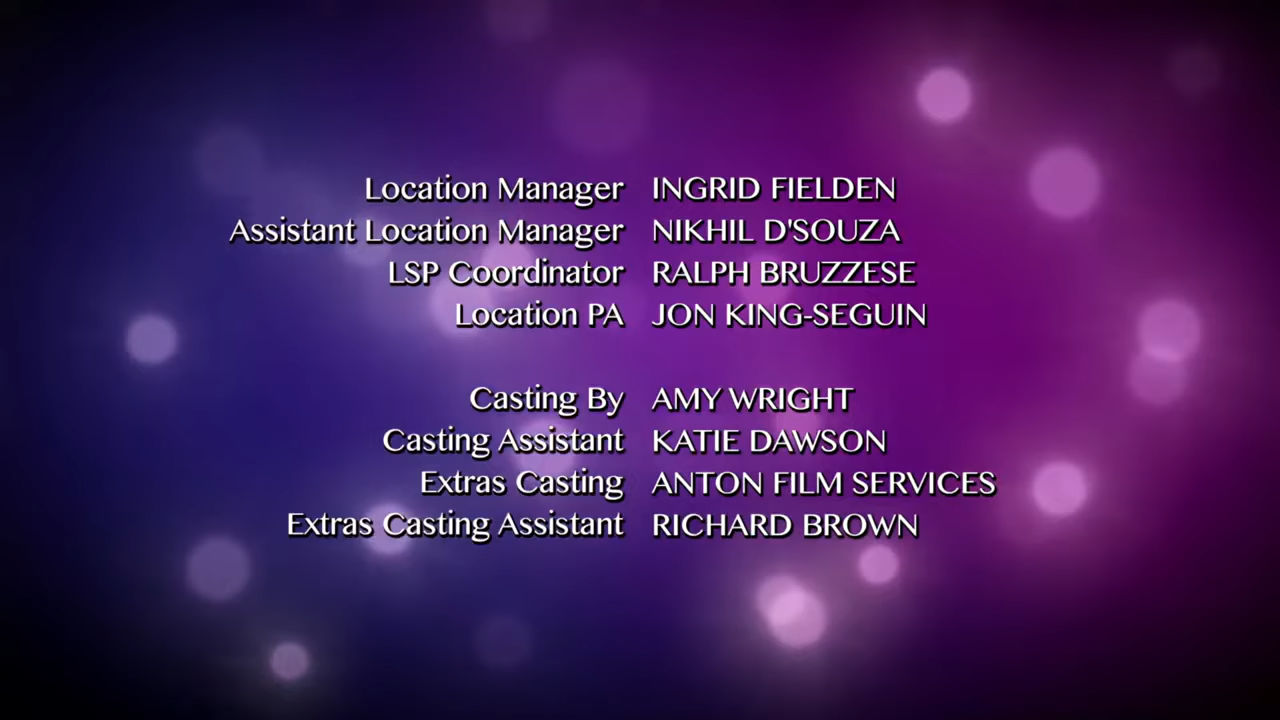 Location Manager INGRID FIELDEN
Assistant Location Manager NIKHIL D'SOUZA
LSP Coordinator RALPH BRUZZESE
Location PA JON KING-SEGUIN
Casting By AMY WRIGHT
Casting Assistant KATIE DAWSON
Extras Casting ANTON FILM SERVICES
Extras Casting Assistant RICHARD BROWN